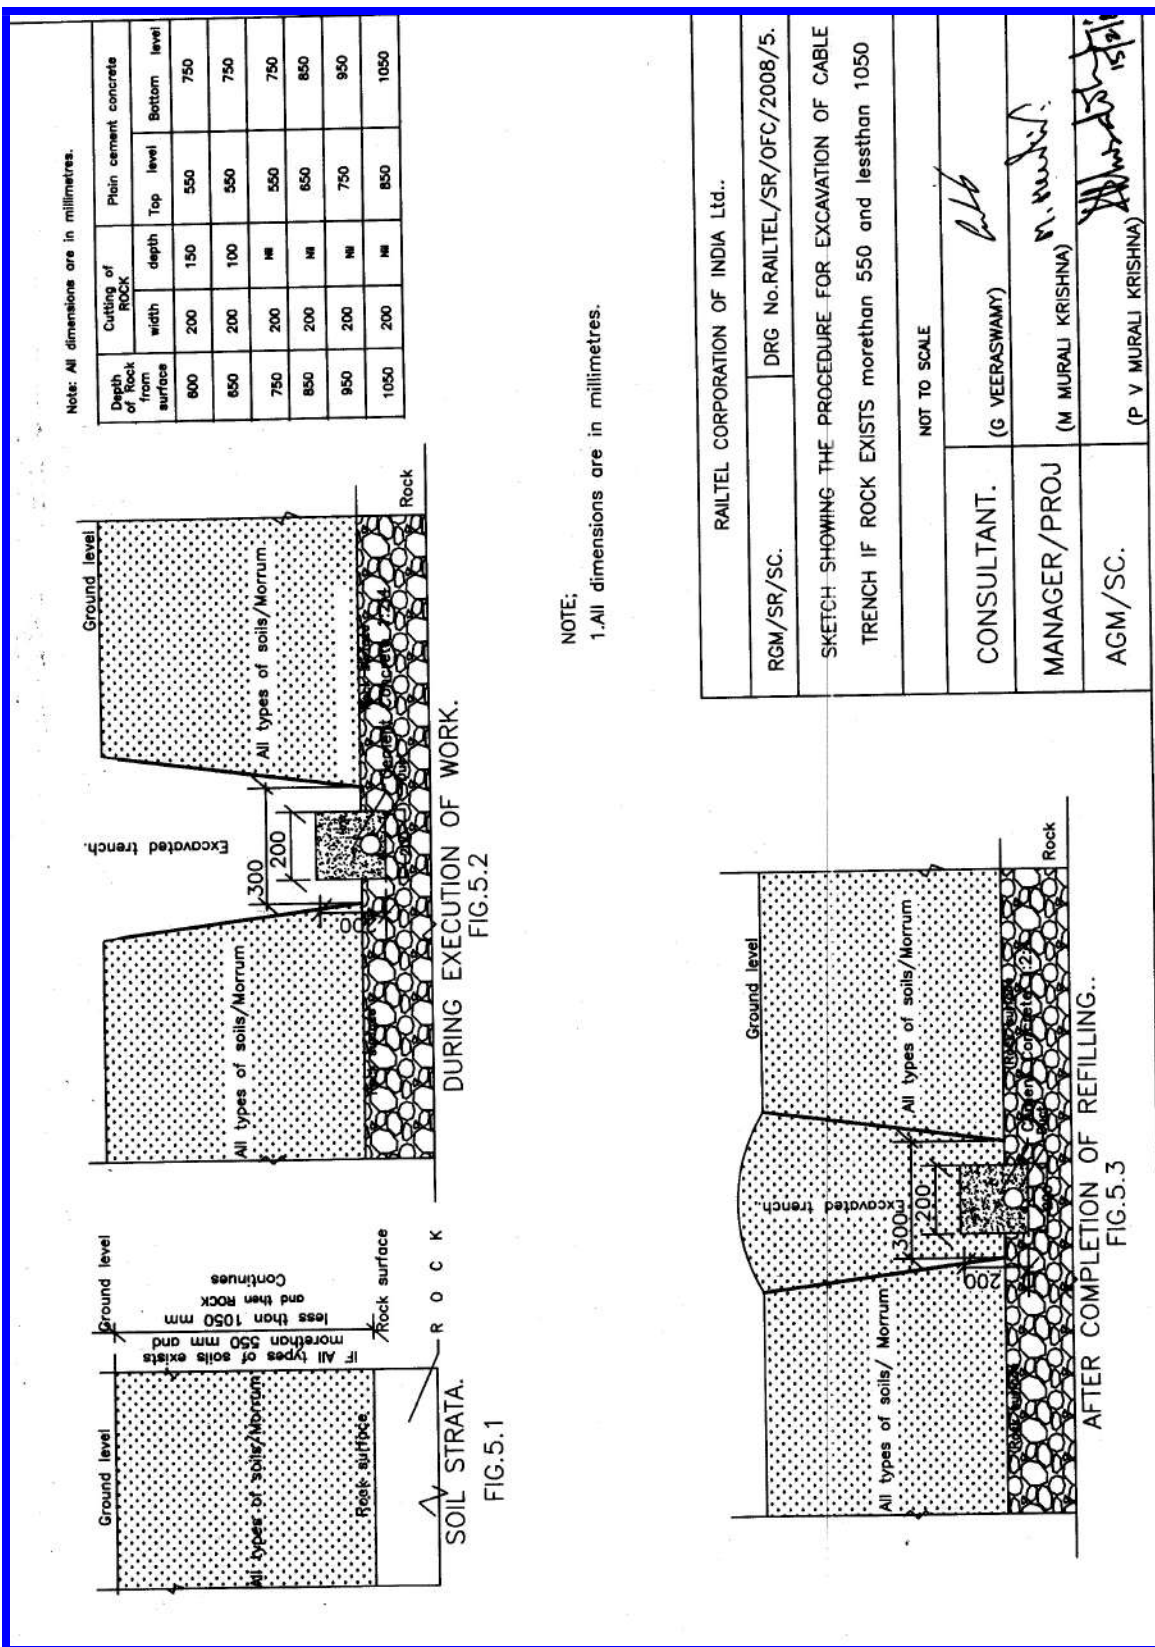 Note: All dimensions are in millimetres.
Depth of Rock from surface | Cutting of ROCK | Plain cement concrete
width | depth | Top level | Bottom level
600 | 200 | 150 | 550 | 750
650 | 200 | 100 | 550 | 750
750 | 200 | Nil | 550 | 750
850 | 200 | Nil | 650 | 850
950 | 200 | Nil | 750 | 950
1050 | 200 | Nil | 850 | 1050
Ground level
Ground level
All types of soils/Morrum
Rock surface
IF All types of soils exists
morethan 550 mm and
less than 1050 mm
and then ROCK
Continues
Rock surface
R O C K
SOIL STRATA.
FIG.5.1
Ground level
Excavated trench.
All types of soils/Morrum
All types of soils/Morrum
300
200
Rock
DURING EXECUTION OF WORK.
FIG.5.2
NOTE;
1.All dimensions are in millimetres.
Ground level
Excavated trench.
All types of soils/ Morrum
All types of soils/Morrum
300
200
200
Rock surface
Cement Concrete
Duct
Rock
AFTER COMPLETION OF REFILLING..
FIG.5.3
RAILTEL CORPORATION OF INDIA Ltd..
RGM/SR/SC. | DRG No.RAILTEL/SR/OFC/2008/5.
SKETCH SHOWING THE PROCEDURE FOR EXCAVATION OF CABLE
TRENCH IF ROCK EXISTS morethan 550 and lessthan 1050
NOT TO SCALE
CONSULTANT. (G VEERASWAMY)
MANAGER/PROJ (M MURALI KRISHNA)
AGM/SC. (P V MURALI KRISHNA)